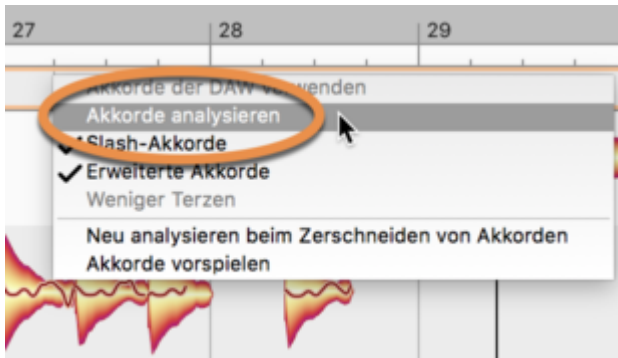 27 28 29
Akkorde der DAW verwenden
Akkorde analysieren
Slash-Akkorde
Erweiterte Akkorde
Weniger Terzen
Neu analysieren beim Zerschneiden von Akkorden
Akkorde vorspielen